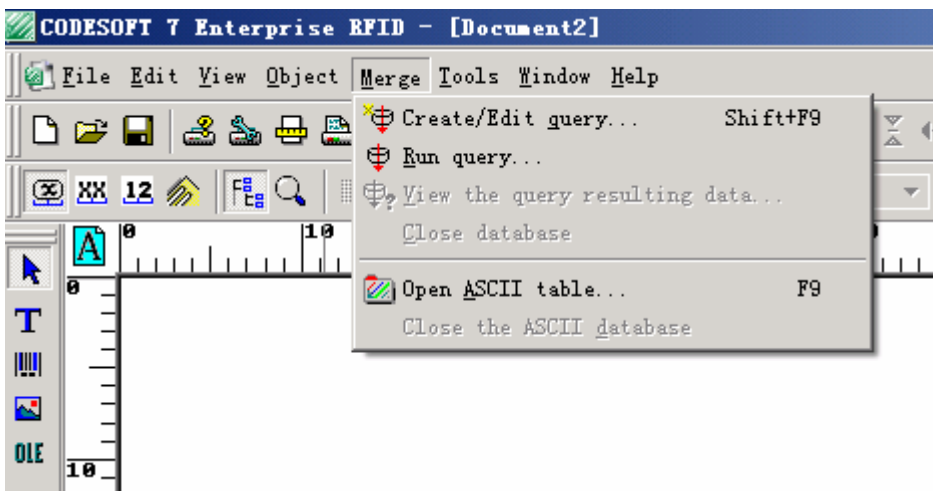 CODESOFT 7 Enterprise RFID - [Document2]
File Edit View Object Merge Tools Window Help
Create/Edit query... Shift+F9
Run query...
XX 12
View the query resulting data...
Close database
A 0 10
Open ASCII table... F9
0
T
Close the ASCII database
OLE
10